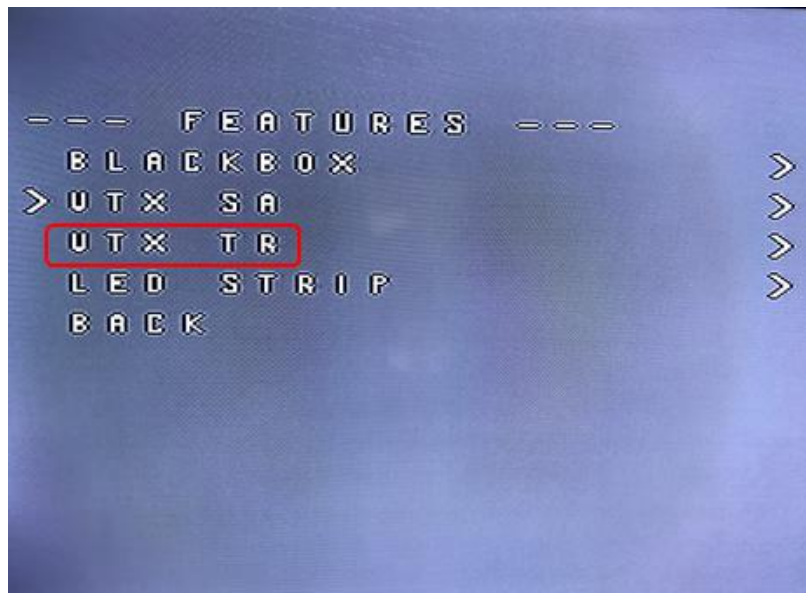 --- FEATURES ---
BLACKBOX >
> VTX SA >
VTX TR >
LED STRIP >
BACK